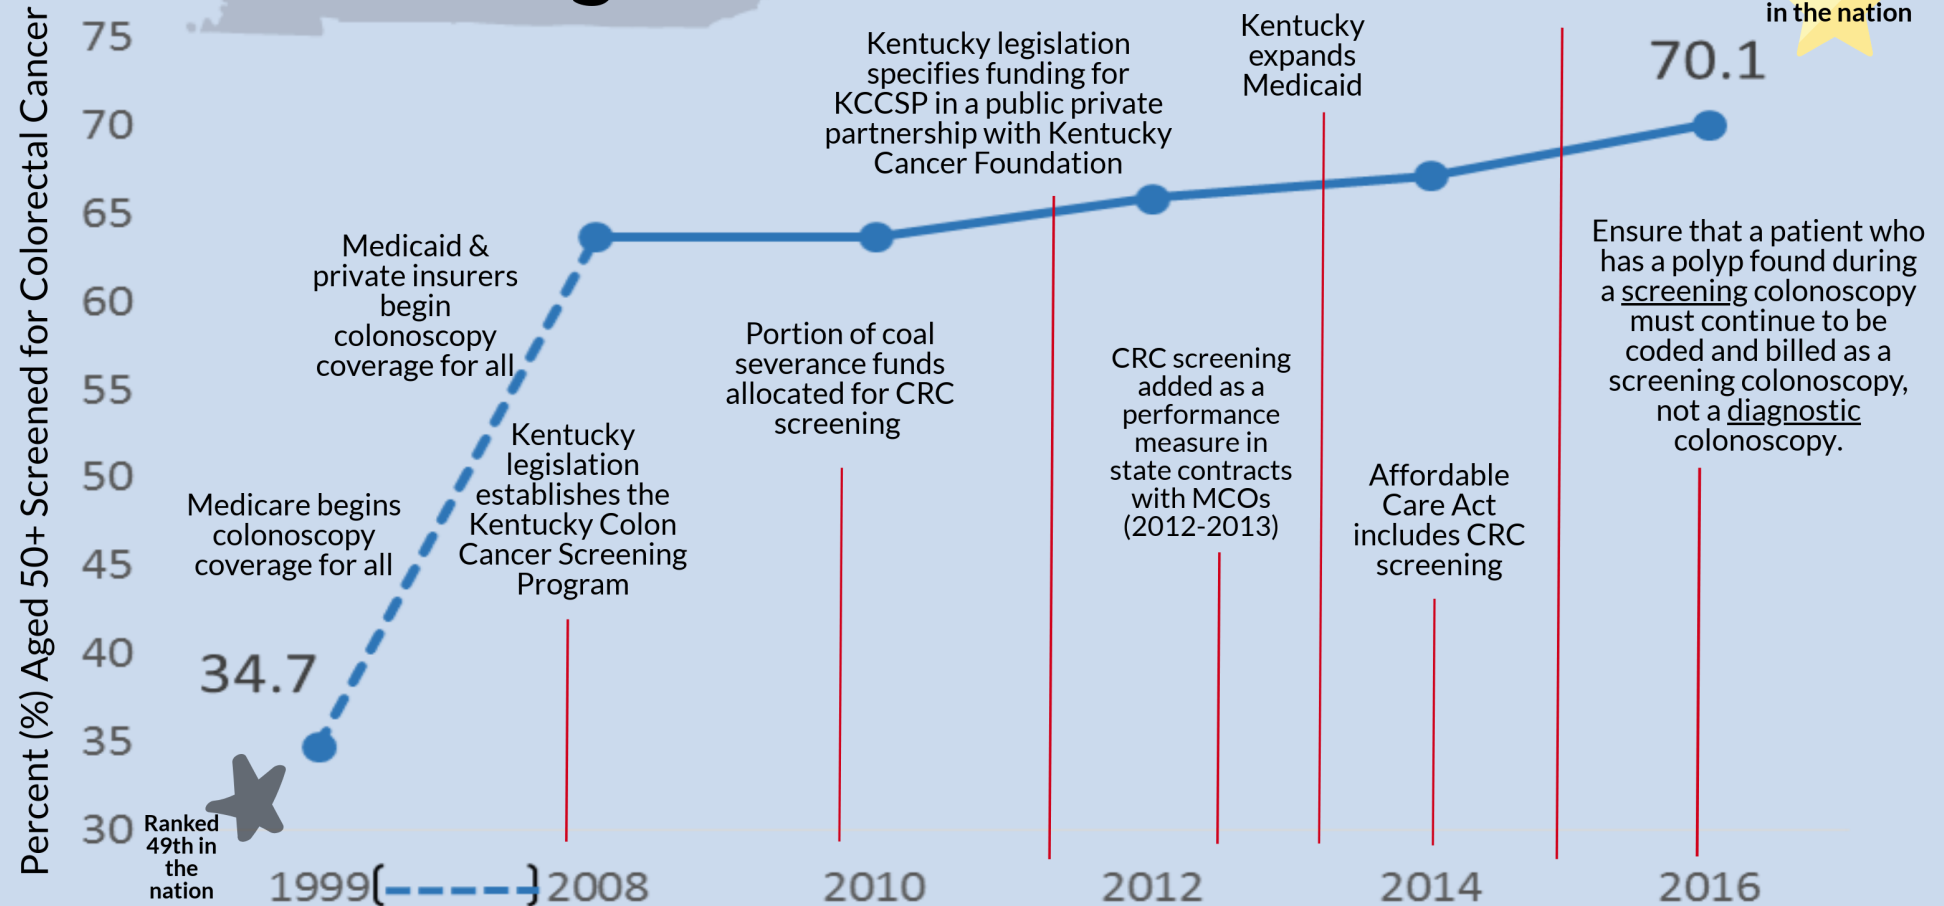 in the nation
Percent (%) Aged 50+ Screened for Colorectal Cancer
75
70
65
60
55
50
45
40
35
30
34.7
70.1
Ranked
49th in
the
nation
Medicare begins
colonoscopy
coverage for all
Medicaid &
private insurers
begin
colonoscopy
coverage for all
Kentucky
legislation
establishes the
Kentucky Colon
Cancer Screening
Program
Portion of coal
severance funds
allocated for CRC
screening
Kentucky legislation
specifies funding for
KCCSP in a public private
partnership with Kentucky
Cancer Foundation
CRC screening
added as a
performance
measure in
state contracts
with MCOs
(2012-2013)
Kentucky
expands
Medicaid
Affordable
Care Act
includes CRC
screening
Ensure that a patient who
has a polyp found during
a screening colonoscopy
must continue to be
coded and billed as a
screening colonoscopy,
not a diagnostic
colonoscopy.
1999 2008 2010 2012 2014 2016